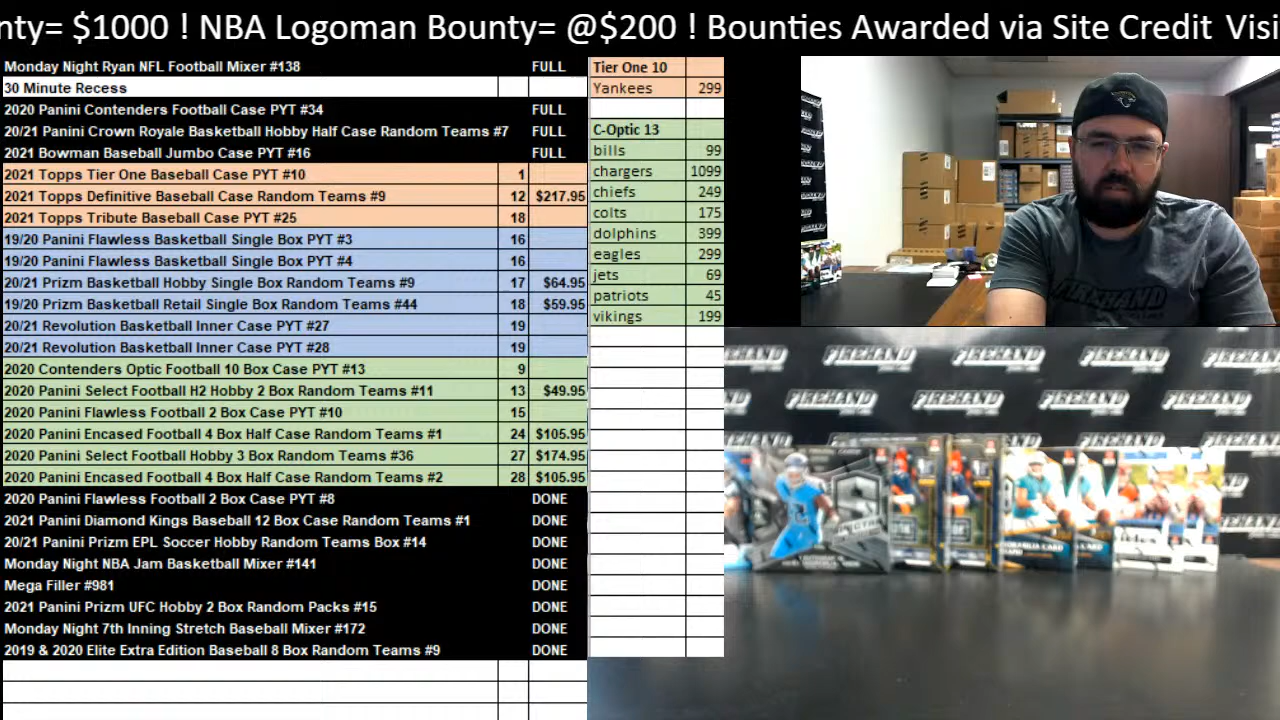 nty= $1000 ! NBA Logoman Bounty= @$200 ! Bounties Awarded via Site Credit Visi
Monday Night Ryan NFL Football Mixer #138 FULL
30 Minute Recess
2020 Panini Contenders Football Case PYT #34 FULL
20/21 Panini Crown Royale Basketball Hobby Half Case Random Teams #7 FULL
2021 Bowman Baseball Jumbo Case PYT #16 FULL
2021 Topps Tier One Baseball Case PYT #10 1
2021 Topps Definitive Baseball Case Random Teams #9 12 $217.95
2021 Topps Tribute Baseball Case PYT #25 18
19/20 Panini Flawless Basketball Single Box PYT #3 16
19/20 Panini Flawless Basketball Single Box PYT #4 16
20/21 Prizm Basketball Hobby Single Box Random Teams #9 17 $64.95
19/20 Prizm Basketball Retail Single Box Random Teams #44 18 $59.95
20/21 Revolution Basketball Inner Case PYT #27 19
20/21 Revolution Basketball Inner Case PYT #28 19
2020 Contenders Optic Football 10 Box Case PYT #13 9
2020 Panini Select Football H2 Hobby 2 Box Random Teams #11 13 $49.95
2020 Panini Flawless Football 2 Box Case PYT #10 15
2020 Panini Encased Football 4 Box Half Case Random Teams #1 24 $105.95
2020 Panini Select Football Hobby 3 Box Random Teams #36 27 $174.95
2020 Panini Encased Football 4 Box Half Case Random Teams #2 28 $105.95
2020 Panini Flawless Football 2 Box Case PYT #8 DONE
2021 Panini Diamond Kings Baseball 12 Box Case Random Teams #1 DONE
20/21 Panini Prizm EPL Soccer Hobby Random Teams Box #14 DONE
Monday Night NBA Jam Basketball Mixer #141 DONE
Mega Filler #981 DONE
2021 Panini Prizm UFC Hobby 2 Box Random Packs #15 DONE
Monday Night 7th Inning Stretch Baseball Mixer #172 DONE
2019 & 2020 Elite Extra Edition Baseball 8 Box Random Teams #9 DONE
Tier One 10
Yankees 299
C-Optic 13
bills 99
chargers 1099
chiefs 249
colts 175
dolphins 399
eagles 299
jets 69
patriots 45
vikings 199
FIREHAND
FIREHAND FIREHAND FIREHAND FIREHAND
FIREHAND FIREHAND FIREHAND